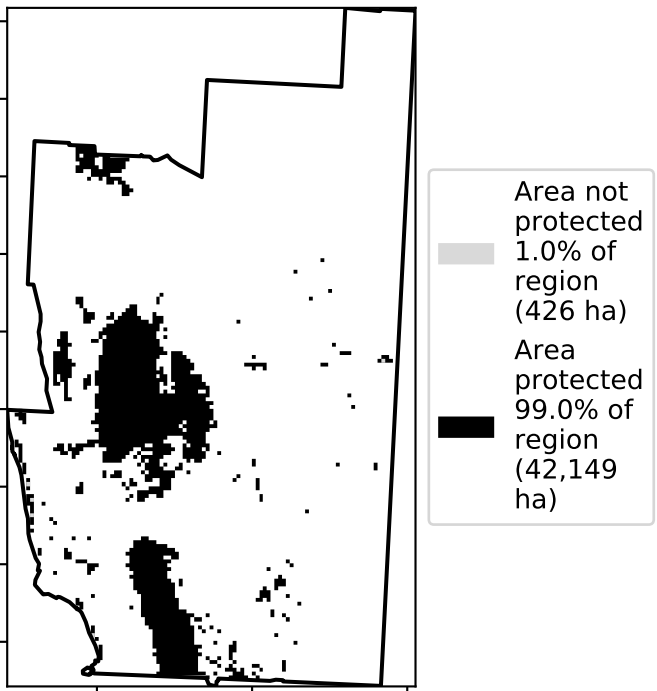 Area not
protected
1.0% of
region
(426 ha)
Area
protected
99.0% of
region
(42,149
ha)